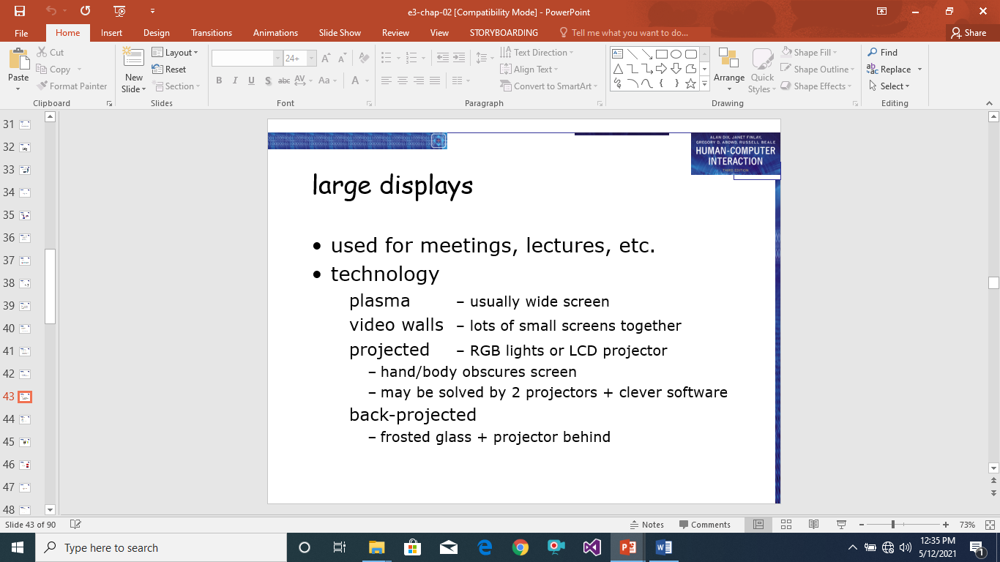 e3-chap-02 [Compatibility Mode] - PowerPoint
File Home Insert Design Transitions Animations Slide Show Review View STORYBOARDING Tell me what you want to do... Share
Cut Layout 24+ Text Direction Shape Fill Find
Paste Copy New Slide Reset Align Text Arrange Quick Styles Shape Outline Replace
Format Painter Section B I U S abc AV Aa A Convert to SmartArt Shape Effects Select
Clipboard Slides Font Paragraph Drawing Editing
31
32
33
34
35
36
37
38
39
40
41
42
43
44
45
46
47
48
ALAN DIX, JANET FINLAY,
GREGORY D. ABOWD, RUSSELL BEALE
HUMAN-COMPUTER
INTERACTION
THIRD EDITION
large displays
• used for meetings, lectures, etc.
• technology
plasma – usually wide screen
video walls – lots of small screens together
projected – RGB lights or LCD projector
– hand/body obscures screen
– may be solved by 2 projectors + clever software
back-projected
– frosted glass + projector behind
Slide 43 of 90 Notes Comments 73%
Type here to search
12:35 PM
5/12/2021
1